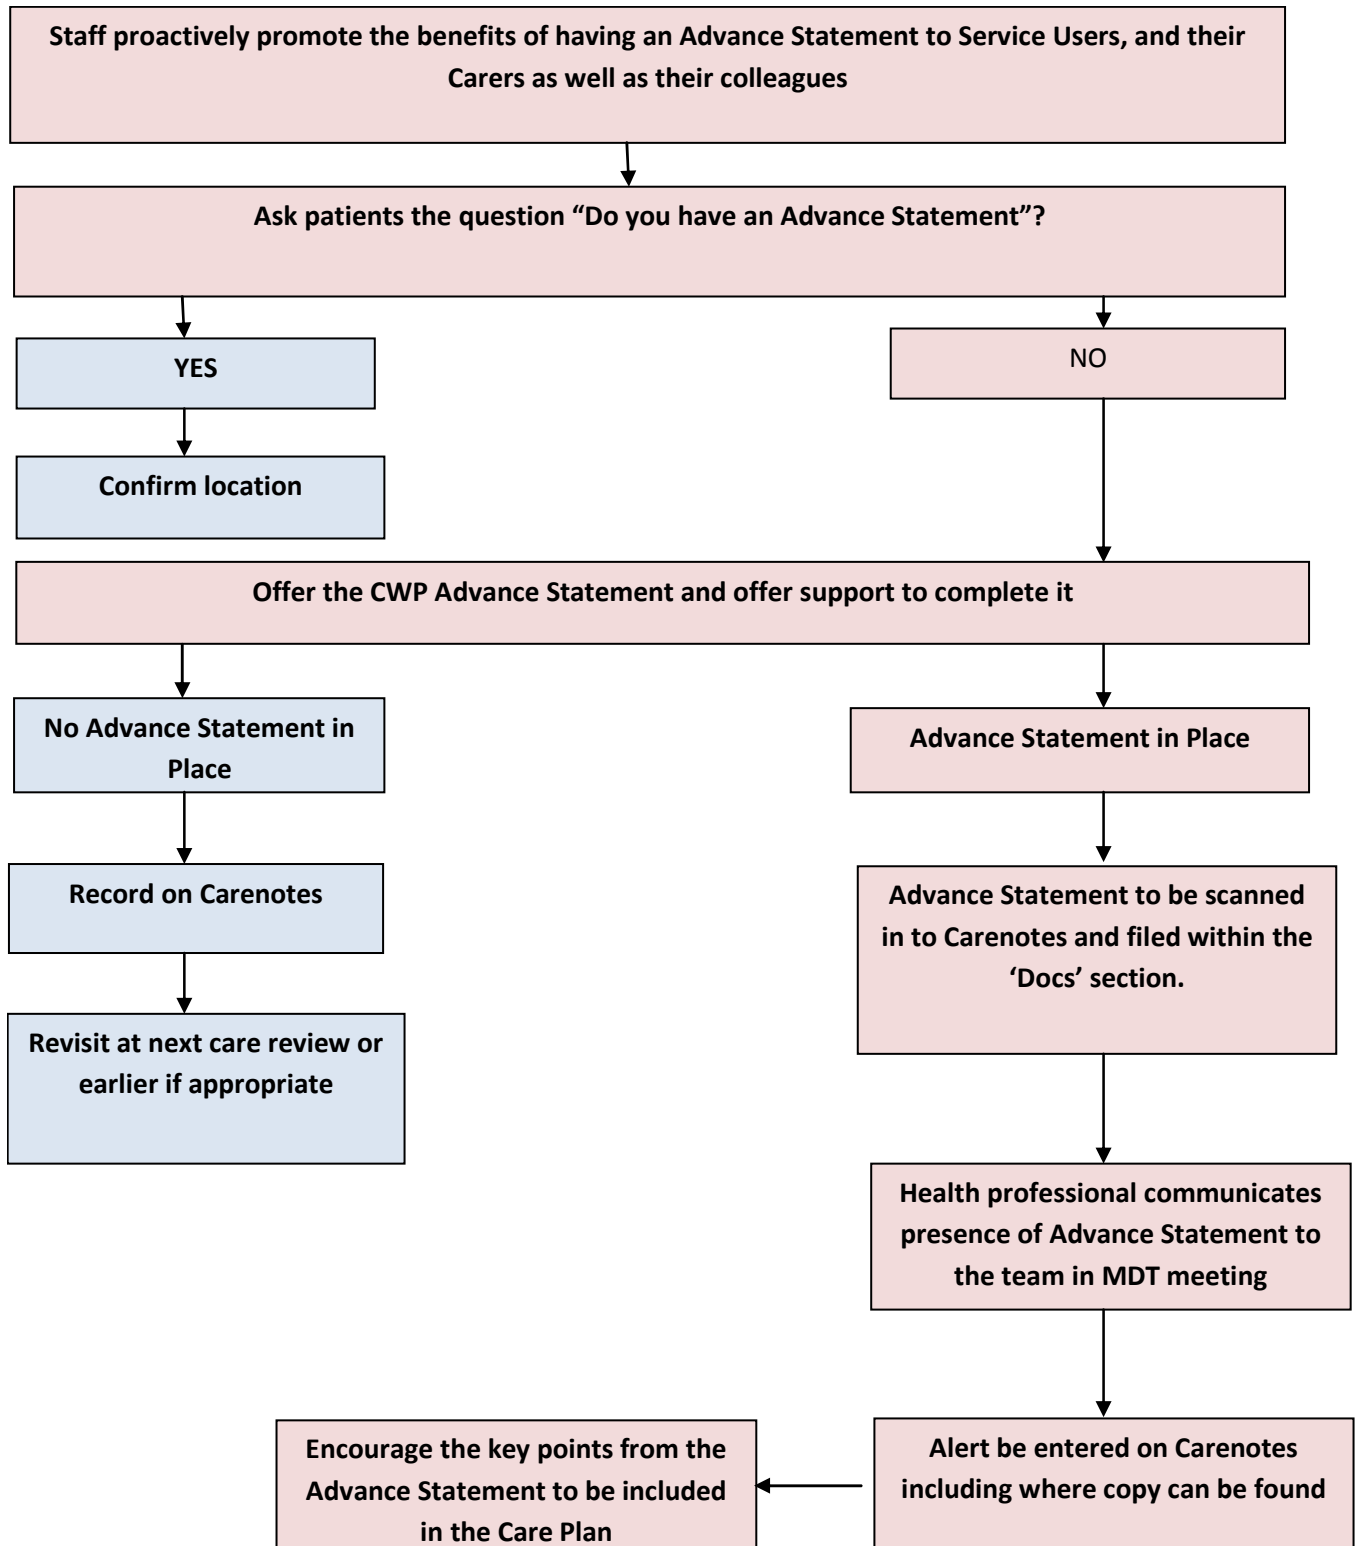 Staff proactively promote the benefits of having an Advance Statement to Service Users, and their
Carers as well as their colleagues
Ask patients the question “Do you have an Advance Statement”?
YES
NO
Confirm location
Offer the CWP Advance Statement and offer support to complete it
No Advance Statement in
Place
Advance Statement in Place
Record on Carenotes
Advance Statement to be scanned
in to Carenotes and filed within the
‘Docs’ section.
Revisit at next care review or
earlier if appropriate
Health professional communicates
presence of Advance Statement to
the team in MDT meeting
Alert be entered on Carenotes
including where copy can be found
Encourage the key points from the
Advance Statement to be included
in the Care Plan